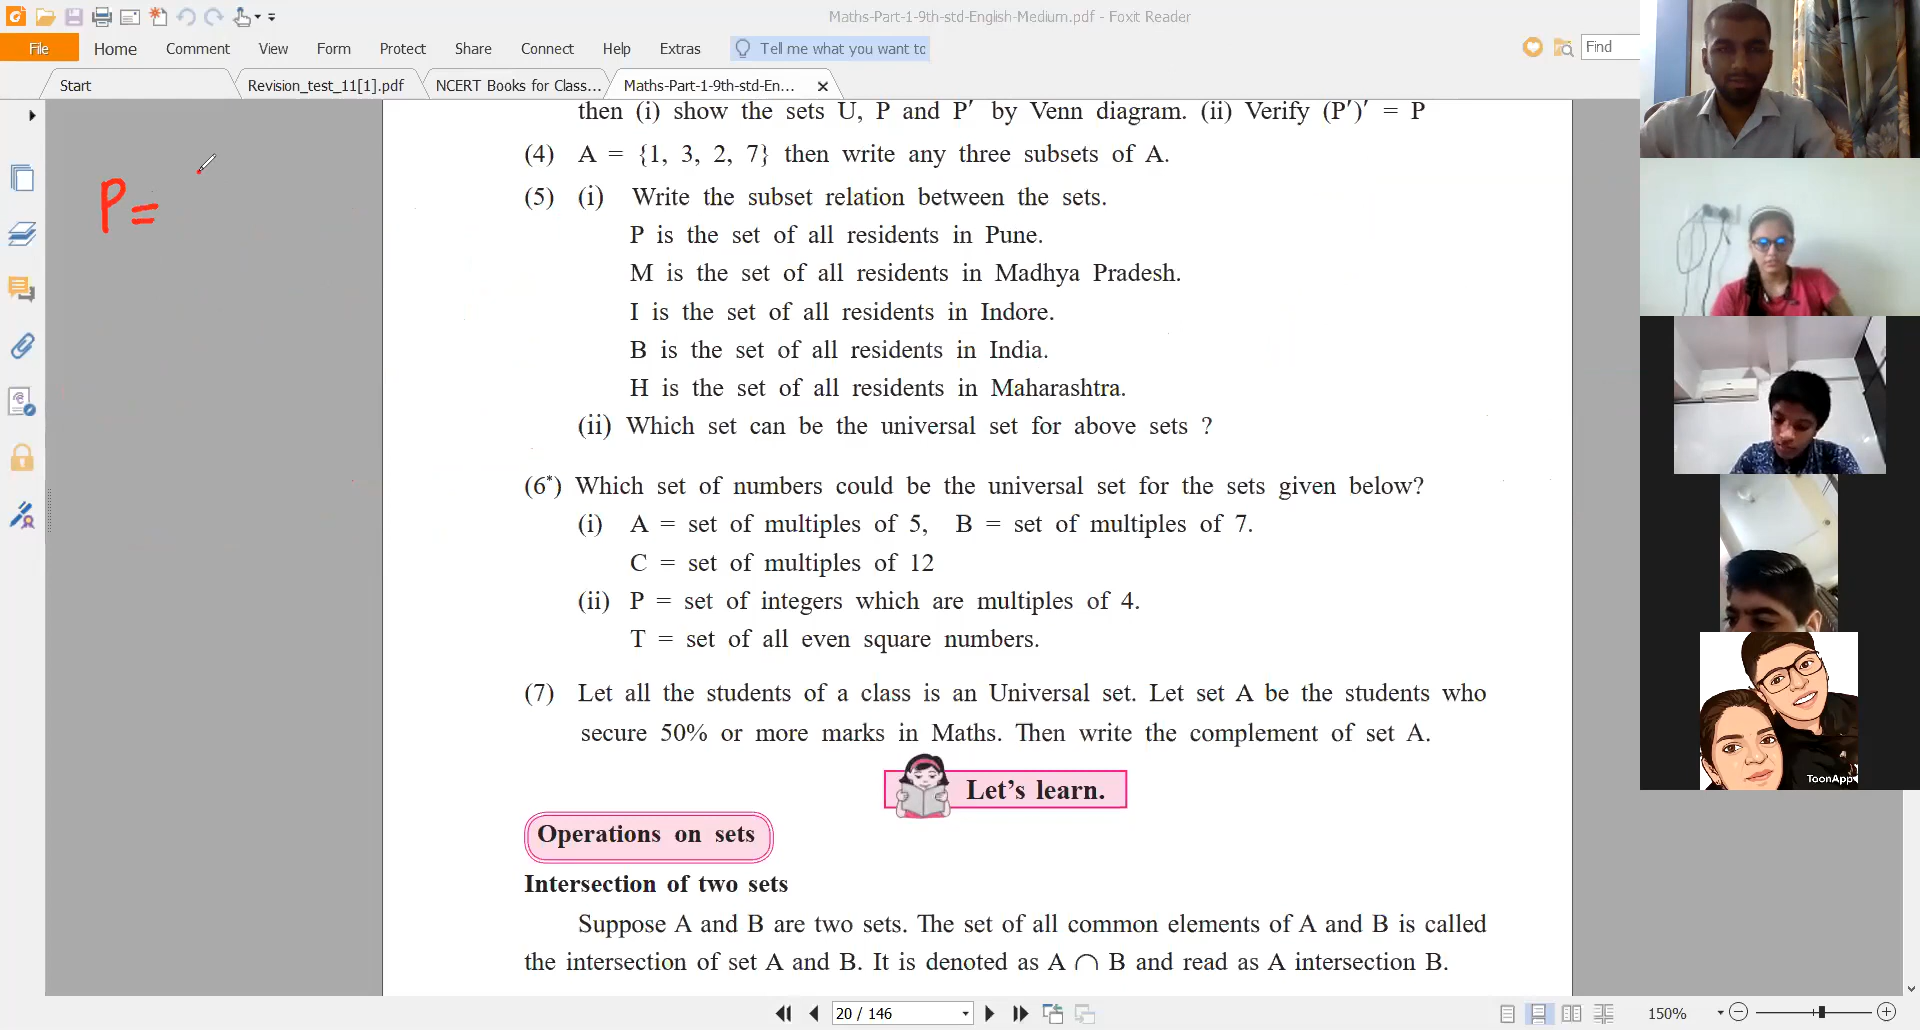 Maths-Part-1-9th-std-English-Medium.pdf - Foxit Reader
File Home Comment View Form Protect Share Connect Help Extras Tell me what you want to Find
Start Revision_test_11[1].pdf NCERT Books for Class... Maths-Part-1-9th-std-En...
then (i) show the sets U, P and P′ by Venn diagram. (ii) Verify (P′)′ = P
(4) A = {1, 3, 2, 7} then write any three subsets of A.
P=
(5) (i) Write the subset relation between the sets.
P is the set of all residents in Pune.
M is the set of all residents in Madhya Pradesh.
I is the set of all residents in Indore.
B is the set of all residents in India.
H is the set of all residents in Maharashtra.
(ii) Which set can be the universal set for above sets ?
(6*) Which set of numbers could be the universal set for the sets given below?
(i) A = set of multiples of 5, B = set of multiples of 7.
C = set of multiples of 12
(ii) P = set of integers which are multiples of 4.
T = set of all even square numbers.
(7) Let all the students of a class is an Universal set. Let set A be the students who
secure 50% or more marks in Maths. Then write the complement of set A.
ToonApp
Let's learn.
Operations on sets
Intersection of two sets
Suppose A and B are two sets. The set of all common elements of A and B is called
the intersection of set A and B. It is denoted as A ∩ B and read as A intersection B.
20 / 146
150%